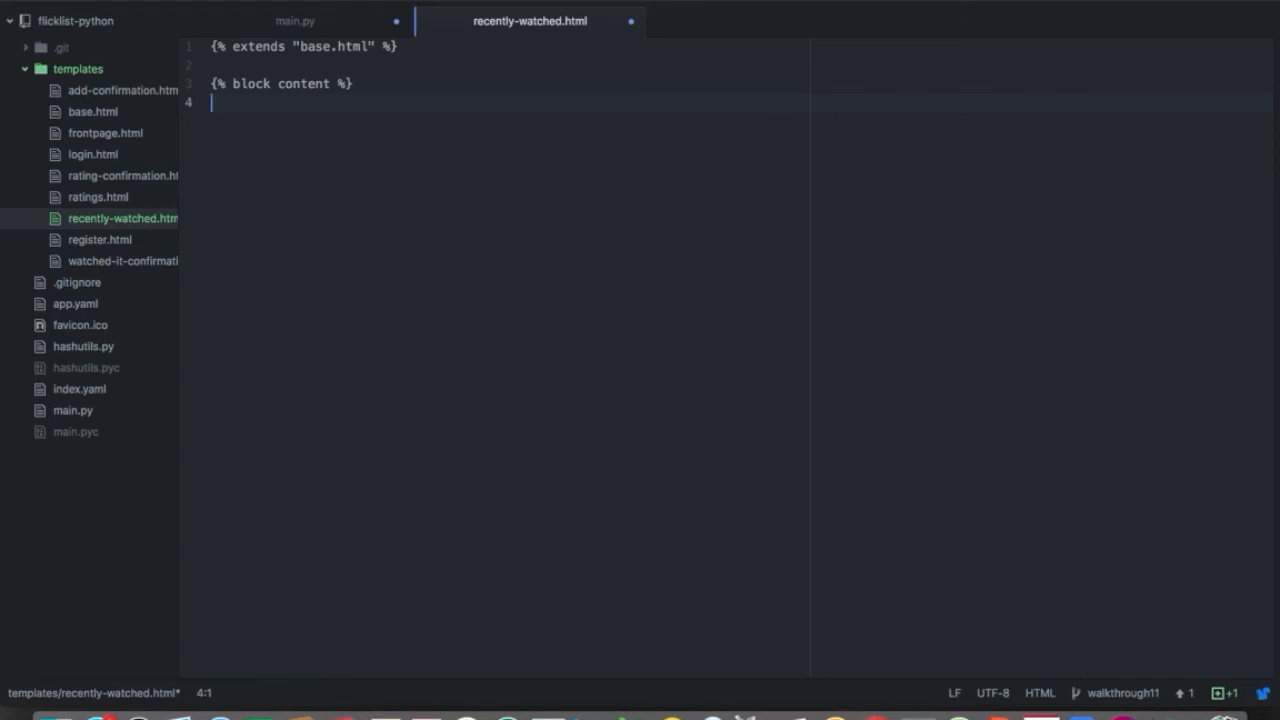 flicklist-python
main.py
recently-watched.html
.git
templates
add-confirmation.htm
base.html
frontpage.html
login.html
rating-confirmation.ht
ratings.html
recently-watched.htm
register.html
watched-it-confirmati
.gitignore
app.yaml
favicon.ico
hashutils.py
hashutils.pyc
index.yaml
main.py
main.pyc
1 {% extends "base.html" %}
2
3 {% block content %}
4
templates/recently-watched.html* 4:1
LF UTF-8 HTML walkthrough11 1 +1